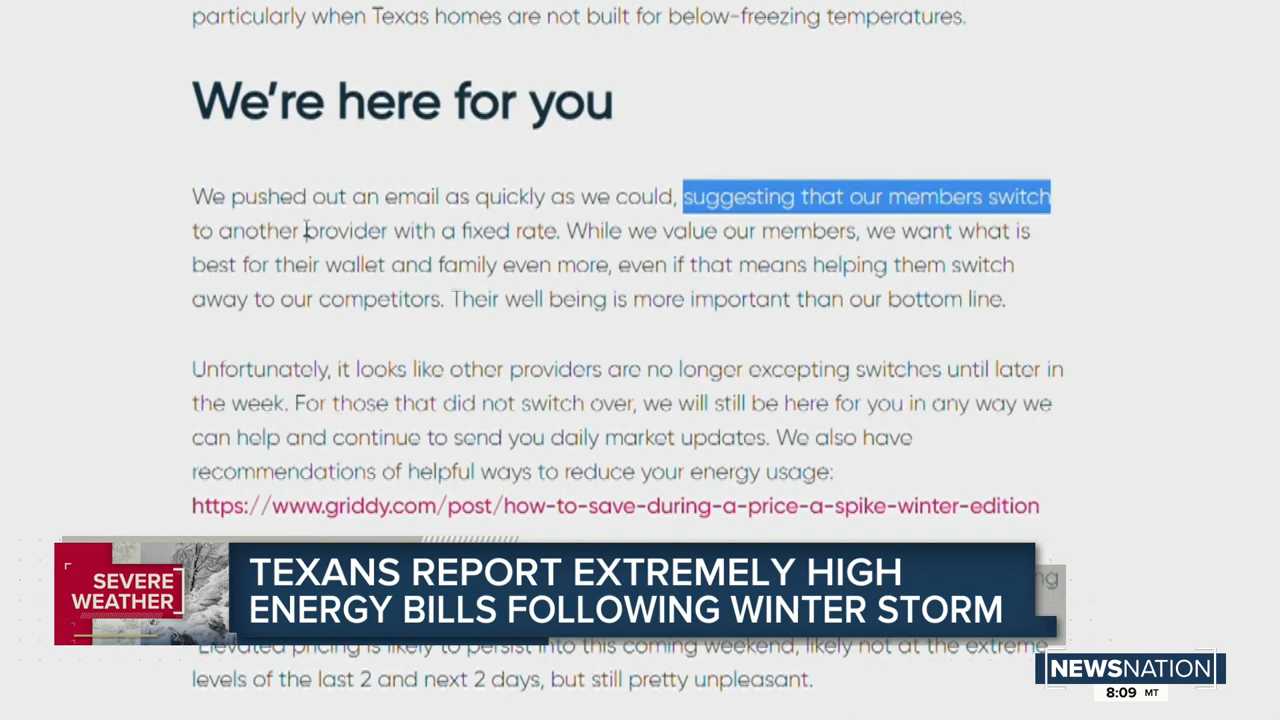 particularly when Texas homes are not built for below-freezing temperatures.
We're here for you
We pushed out an email as quickly as we could, suggesting that our members switch
to another provider with a fixed rate. While we value our members, we want what is
best for their wallet and family even more, even if that means helping them switch
away to our competitors. Their well being is more important than our bottom line.
Unfortunately, it looks like other providers are no longer excepting switches until later in
the week. For those that did not switch over, we will still be here for you in any way we
can help and continue to send you daily market updates. We also have
recommendations of helpful ways to reduce your energy usage:
https://www.griddy.com/post/how-to-save-during-a-price-a-spike-winter-edition
SEVERE
WEATHER
TEXANS REPORT EXTREMELY HIGH
ENERGY BILLS FOLLOWING WINTER STORM
Elevated pricing is likely to persist into this coming weekend, likely not at the extreme
levels of the last 2 and next 2 days, but still pretty unpleasant.
NEWSNATION
8:09 MT